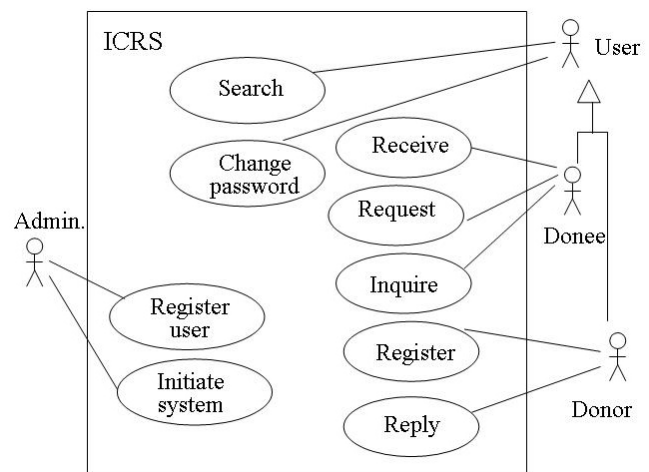 ICRS
User
Search
Change
password
Receive
Request
Donee
Admin.
Inquire
Register
user
Register
Initiate
system
Reply
Donor